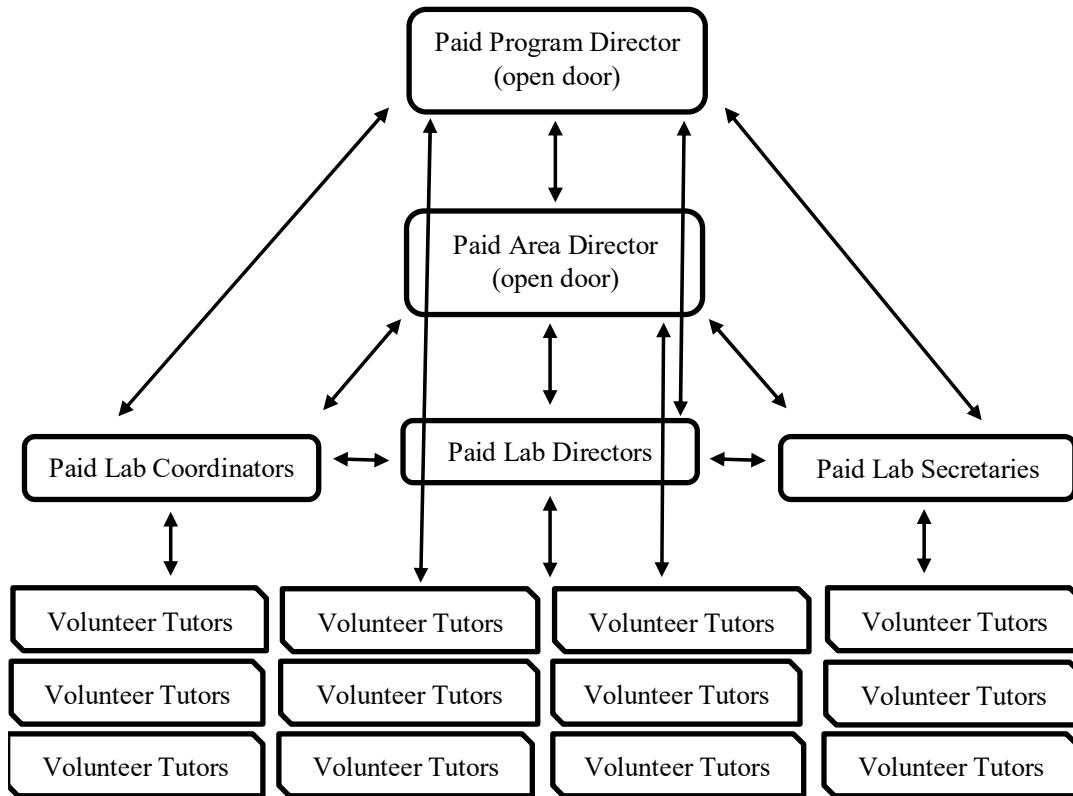 Paid Program Director
(open door)
Paid Area Director
(open door)
Paid Lab Coordinators
Paid Lab Directors
Paid Lab Secretaries
Volunteer Tutors
Volunteer Tutors
Volunteer Tutors
Volunteer Tutors
Volunteer Tutors
Volunteer Tutors
Volunteer Tutors
Volunteer Tutors
Volunteer Tutors
Volunteer Tutors
Volunteer Tutors
Volunteer Tutors